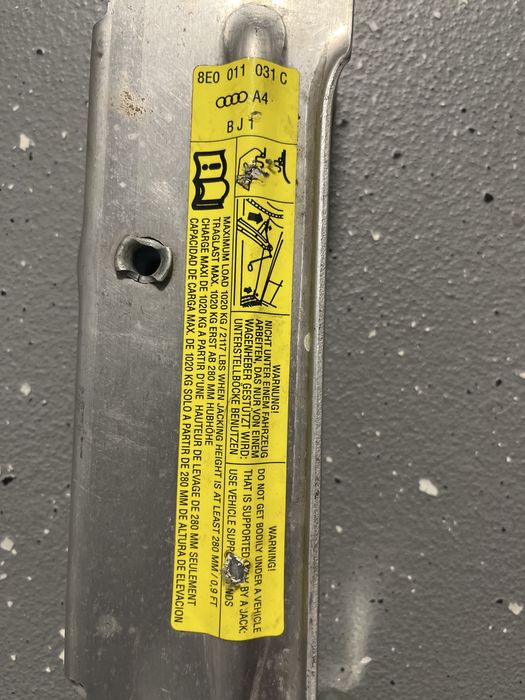 8E0 011 031 C
A4
BJ1
WARNUNG!
NICHT UNTER EINEM FAHRZEUG
ARBEITEN, DAS NUR VON EINEM
WAGENHEBER GESTÜTZT WIRD:
UNTERSTELLBÖCKE BENUTZEN
WARNING!
DO NOT GET BODILY UNDER A VEHICLE
THAT IS SUPPORTED ONLY BY A JACK:
USE VEHICLE SUPP
MAXIMUM LOAD 1020 KG / 2117 LBS WHEN JACKING HEIGHT IS AT LEAST 280 MM / 0,9 FT
TRAGLAST MAX. 1020 KG ERST AB 280 MM HUBHÖHE
CHARGE MAXI DE 1020 KG A PARTIR D'UNE HAUTEUR DE LEVAGE DE 280 MM SEULEMENT
CAPACIDAD DE CARGA MAX. DE 1020 KG SOLO A PARTIR DE 280 MM DE ALTURA DE ELEVACION